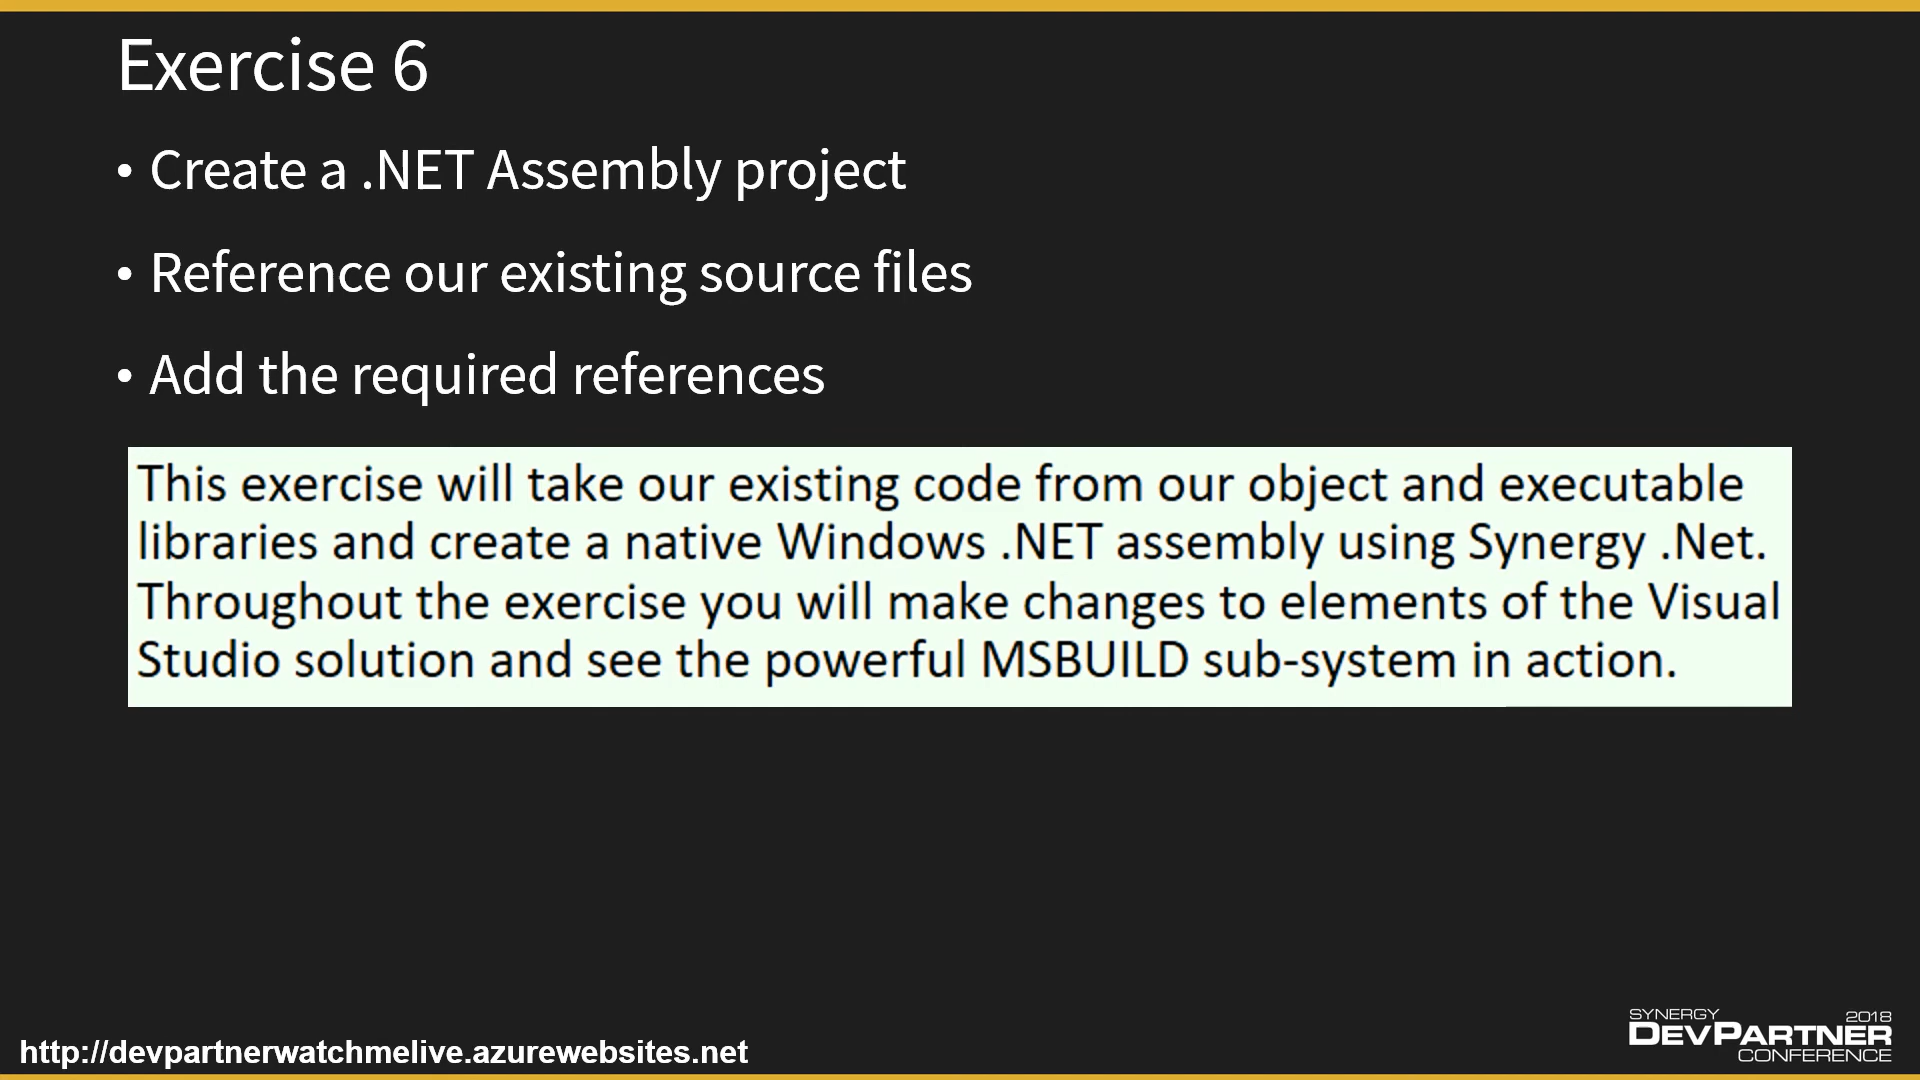 Exercise 6
• Create a .NET Assembly project
• Reference our existing source files
• Add the required references
This exercise will take our existing code from our object and executable
libraries and create a native Windows .NET assembly using Synergy .Net.
Throughout the exercise you will make changes to elements of the Visual
Studio solution and see the powerful MSBUILD sub-system in action.
http://devpartnerwatchmelive.azurewebsites.net
SYNERGY 2018
DEVPARTNER
CONFERENCE